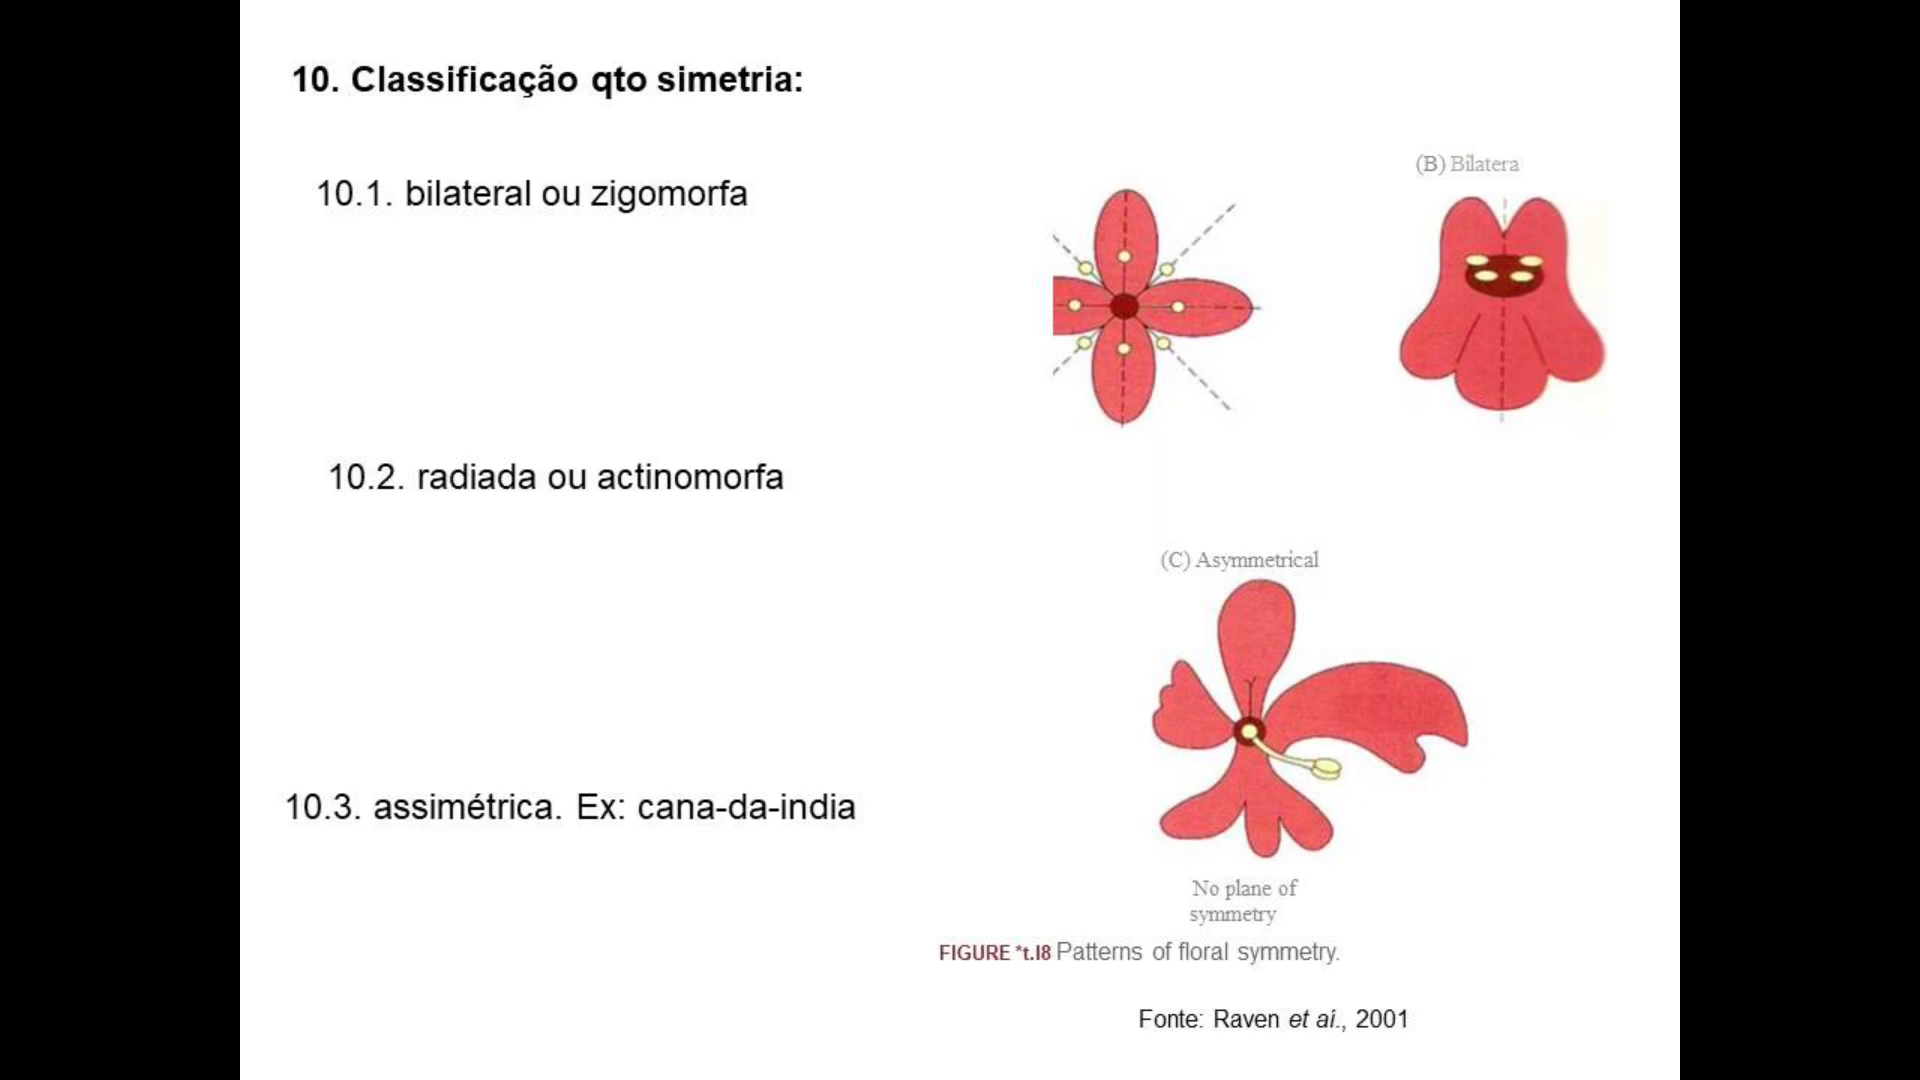 10. Classificação qto simetria:
10.1. bilateral ou zigomorfa
(B) Bilatera
10.2. radiada ou actinomorfa
(C) Asymmetrical
10.3. assimétrica. Ex: cana-da-india
No plane of
symmetry
FIGURE *t.I8 Patterns of floral symmetry.
Fonte: Raven et ai., 2001